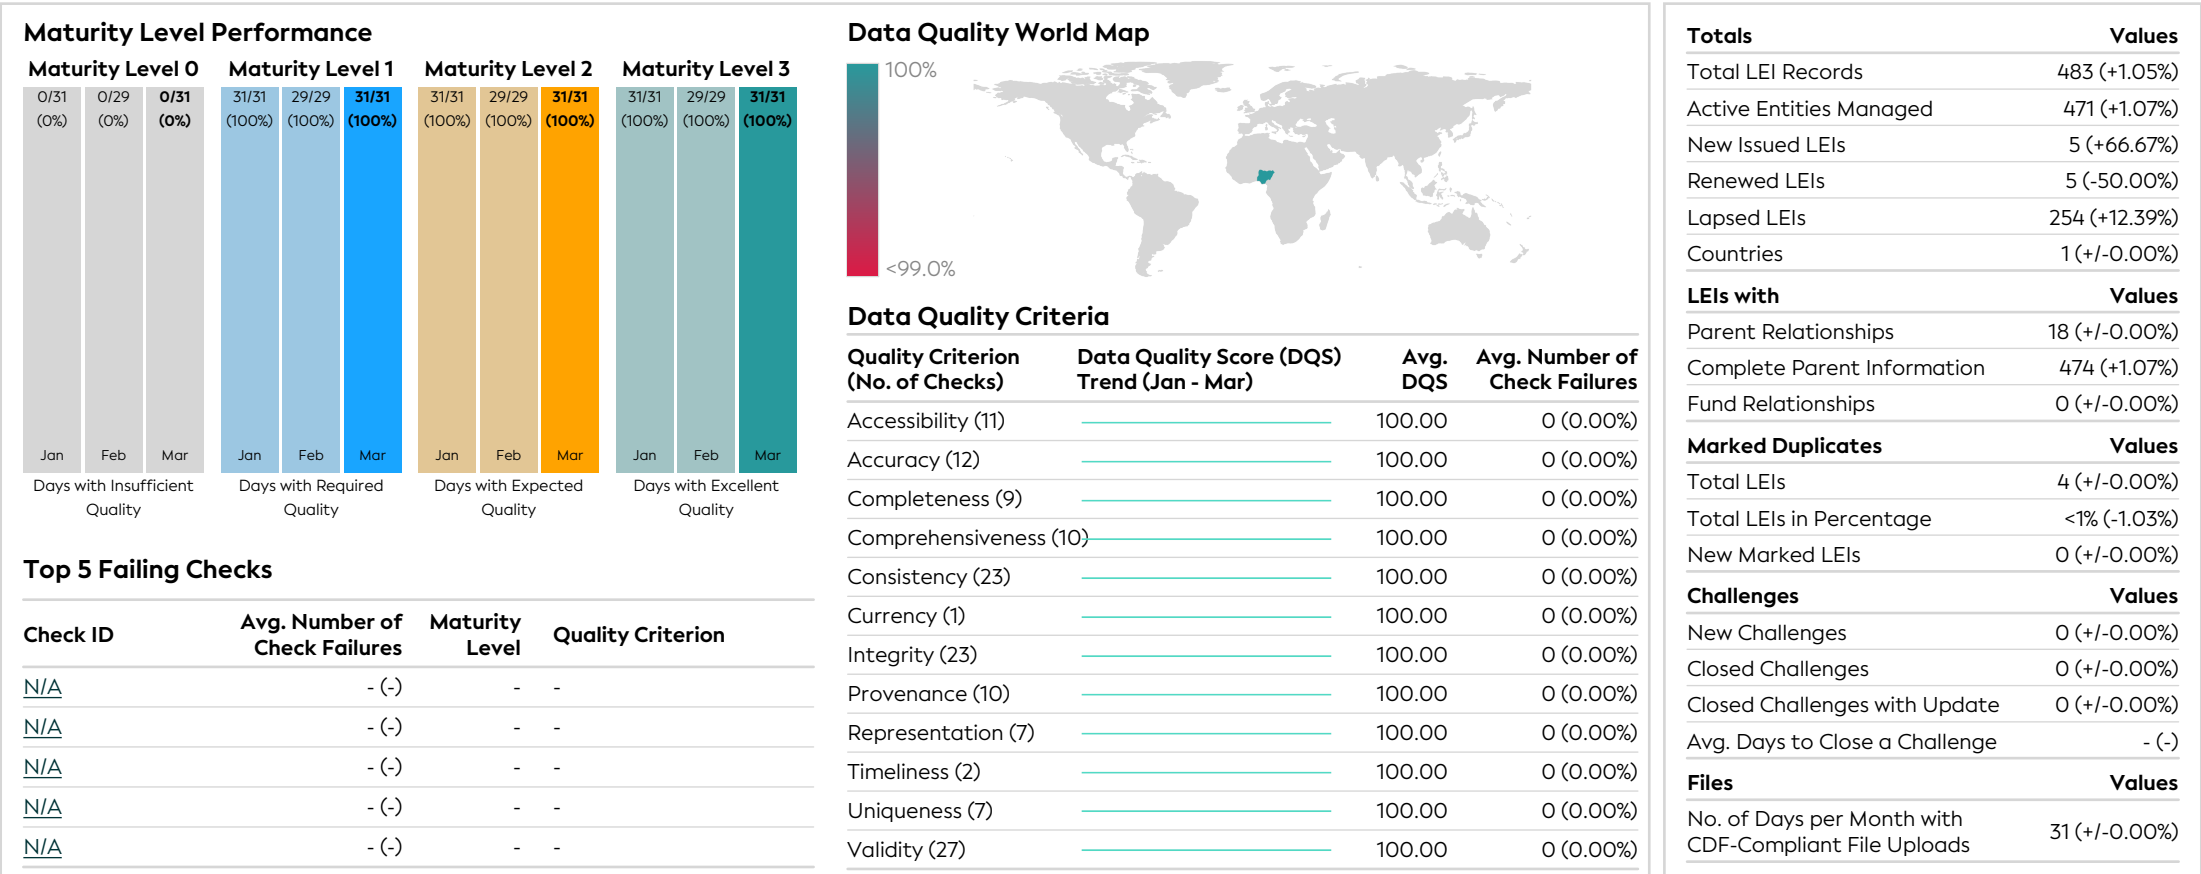 Maturity Level Performance
Maturity Level 0 Maturity Level 1 Maturity Level 2 Maturity Level 3
0/31 0/29 0/31 31/31 29/29 31/31 31/31 29/29 31/31 31/31 29/29 31/31
(0%) (0%) (0%) (100%) (100%) (100%) (100%) (100%) (100%) (100%) (100%) (100%)
Jan Feb Mar Jan Feb Mar Jan Feb Mar Jan Feb Mar
Days with Insufficient Days with Required Days with Expected Days with Excellent
Quality Quality Quality Quality
Top 5 Failing Checks
Check ID Avg. Number of Check Failures Maturity Level Quality Criterion
N/A - (-) - -
N/A - (-) - -
N/A - (-) - -
N/A - (-) - -
N/A - (-) - -
Data Quality World Map
100%
<99.0%
Data Quality Criteria
Quality Criterion Data Quality Score (DQS) Avg. Avg. Number of
(No. of Checks) Trend (Jan - Mar) DQS Check Failures
Accessibility (11) 100.00 0 (0.00%)
Accuracy (12) 100.00 0 (0.00%)
Completeness (9) 100.00 0 (0.00%)
Comprehensiveness (10) 100.00 0 (0.00%)
Consistency (23) 100.00 0 (0.00%)
Currency (1) 100.00 0 (0.00%)
Integrity (23) 100.00 0 (0.00%)
Provenance (10) 100.00 0 (0.00%)
Representation (7) 100.00 0 (0.00%)
Timeliness (2) 100.00 0 (0.00%)
Uniqueness (7) 100.00 0 (0.00%)
Validity (27) 100.00 0 (0.00%)
Totals Values
Total LEI Records 483 (+1.05%)
Active Entities Managed 471 (+1.07%)
New Issued LEIs 5 (+66.67%)
Renewed LEIs 5 (-50.00%)
Lapsed LEIs 254 (+12.39%)
Countries 1 (+/-0.00%)
LEIs with Values
Parent Relationships 18 (+/-0.00%)
Complete Parent Information 474 (+1.07%)
Fund Relationships 0 (+/-0.00%)
Marked Duplicates Values
Total LEIs 4 (+/-0.00%)
Total LEIs in Percentage <1% (-1.03%)
New Marked LEIs 0 (+/-0.00%)
Challenges Values
New Challenges 0 (+/-0.00%)
Closed Challenges 0 (+/-0.00%)
Closed Challenges with Update 0 (+/-0.00%)
Avg. Days to Close a Challenge - (-)
Files Values
No. of Days per Month with
CDF-Compliant File Uploads 31 (+/-0.00%)